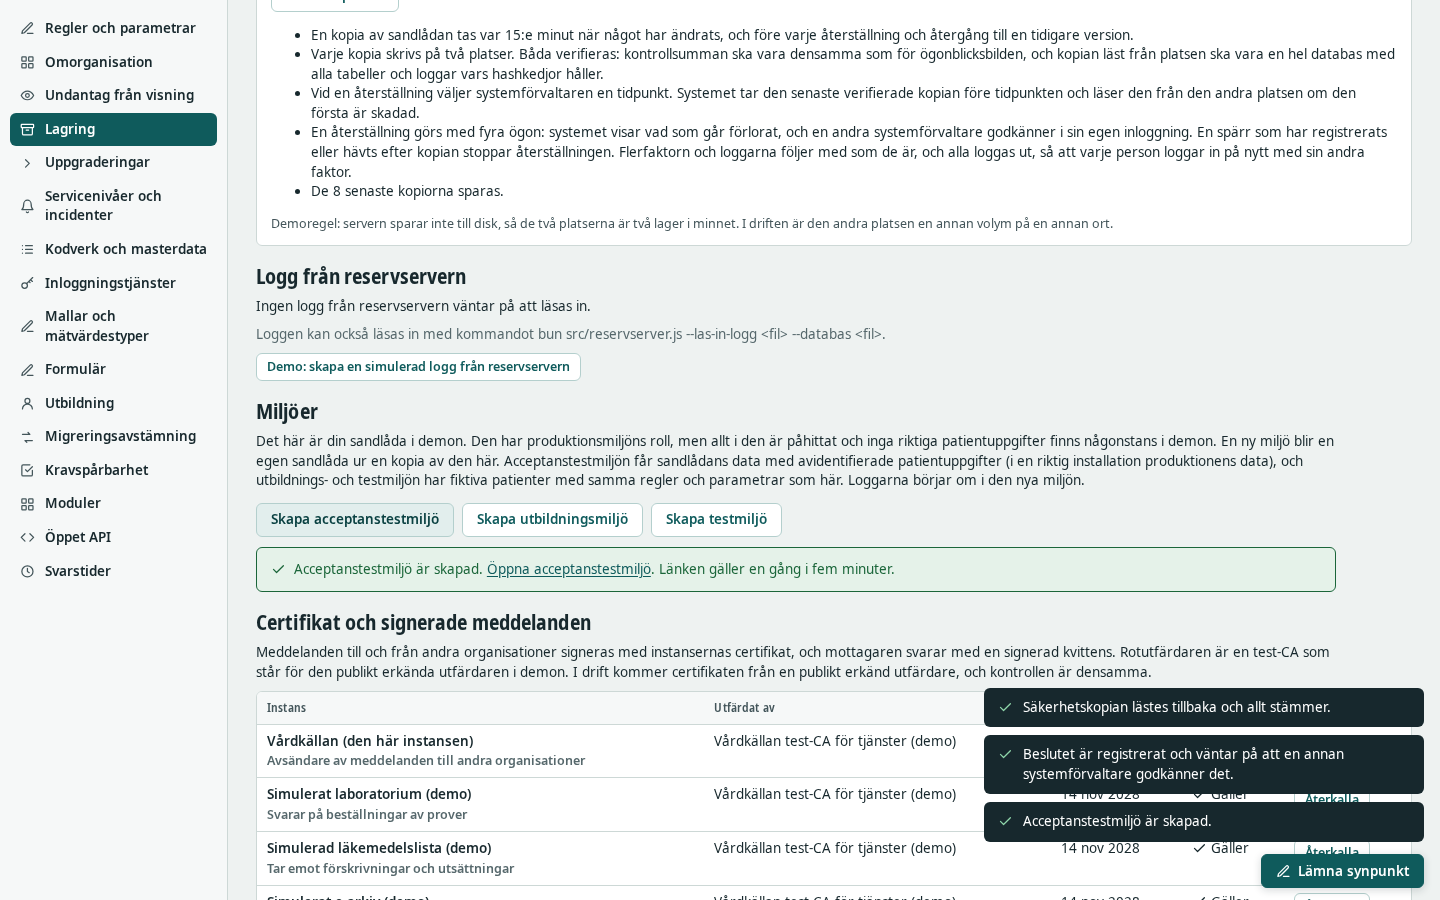 Regler och parametrar
Omorganisation
Undantag från visning
Lagring
Uppgraderingar
Servicenivåer och
incidenter
Kodverk och masterdata
Inloggningstjänster
Mallar och
mätvärdestyper
Formulär
Utbildning
Migreringsavstämning
Kravspårbarhet
Moduler
Öppet API
Svarstider
En kopia av sandlådan tas var 15:e minut när något har ändrats, och före varje återställning och återgång till en tidigare version.
Varje kopia skrivs på två platser. Båda verifieras: kontrollsumman ska vara densamma som för ögonblicksbilden, och kopian läst från platsen ska vara en hel databas med
alla tabeller och loggar vars hashkedjor håller.
Vid en återställning väljer systemförvaltaren en tidpunkt. Systemet tar den senaste verifierade kopian före tidpunkten och läser den från den andra platsen om den
första är skadad.
En återställning görs med fyra ögon: systemet visar vad som går förlorat, och en andra systemförvaltare godkänner i sin egen inloggning. En spärr som har registrerats
eller hävts efter kopian stoppar återställningen. Flerfaktorn och loggarna följer med som de är, och alla loggas ut, så att varje person loggar in på nytt med sin andra
faktor.
De 8 senaste kopiorna sparas.
Demoregel: servern sparar inte till disk, så de två platserna är två lager i minnet. I driften är den andra platsen en annan volym på en annan ort.
Logg från reservservern
Ingen logg från reservservern väntar på att läsas in.
Loggen kan också läsas in med kommandot bun src/reservserver.js --las-in-logg <fil> --databas <fil>.
Demo: skapa en simulerad logg från reservservern
Miljöer
Det här är din sandlåda i demon. Den har produktionsmiljöns roll, men allt i den är påhittat och inga riktiga patientuppgifter finns någonstans i demon. En ny miljö blir en
egen sandlåda ur en kopia av den här. Acceptanstestmiljön får sandlådans data med avidentifierade patientuppgifter (i en riktig installation produktionens data), och
utbildnings- och testmiljön har fiktiva patienter med samma regler och parametrar som här. Loggarna börjar om i den nya miljön.
Skapa acceptanstestmiljö
Skapa utbildningsmiljö
Skapa testmiljö
Acceptanstestmiljö är skapad. Öppna acceptanstestmiljö. Länken gäller en gång i fem minuter.
Certifikat och signerade meddelanden
Meddelanden till och från andra organisationer signeras med instansernas certifikat, och mottagaren svarar med en signerad kvittens. Rotutfärdaren är en test-CA som
står för den publikt erkända utfärdaren i demon. I drift kommer certifikaten från en publikt erkänd utfärdare, och kontrollen är densamma.
Instans
Utfärdat av
Vårdkällan (den här instansen)
Avsändare av meddelanden till andra organisationer
Vårdkällan test-CA för tjänster (demo)
Simulerat laboratorium (demo)
Svarar på beställningar av prover
Vårdkällan test-CA för tjänster (demo)
14 nov 2028
Gäller
Återkalla
Simulerad läkemedelslista (demo)
Tar emot förskrivningar och utsättningar
Vårdkällan test-CA för tjänster (demo)
14 nov 2028
Gäller
Återkalla
Säkerhetskopian lästes tillbaka och allt stämmer.
Beslutet är registrerat och väntar på att en annan
systemförvaltare godkänner det.
Acceptanstestmiljö är skapad.
Lämna synpunkt